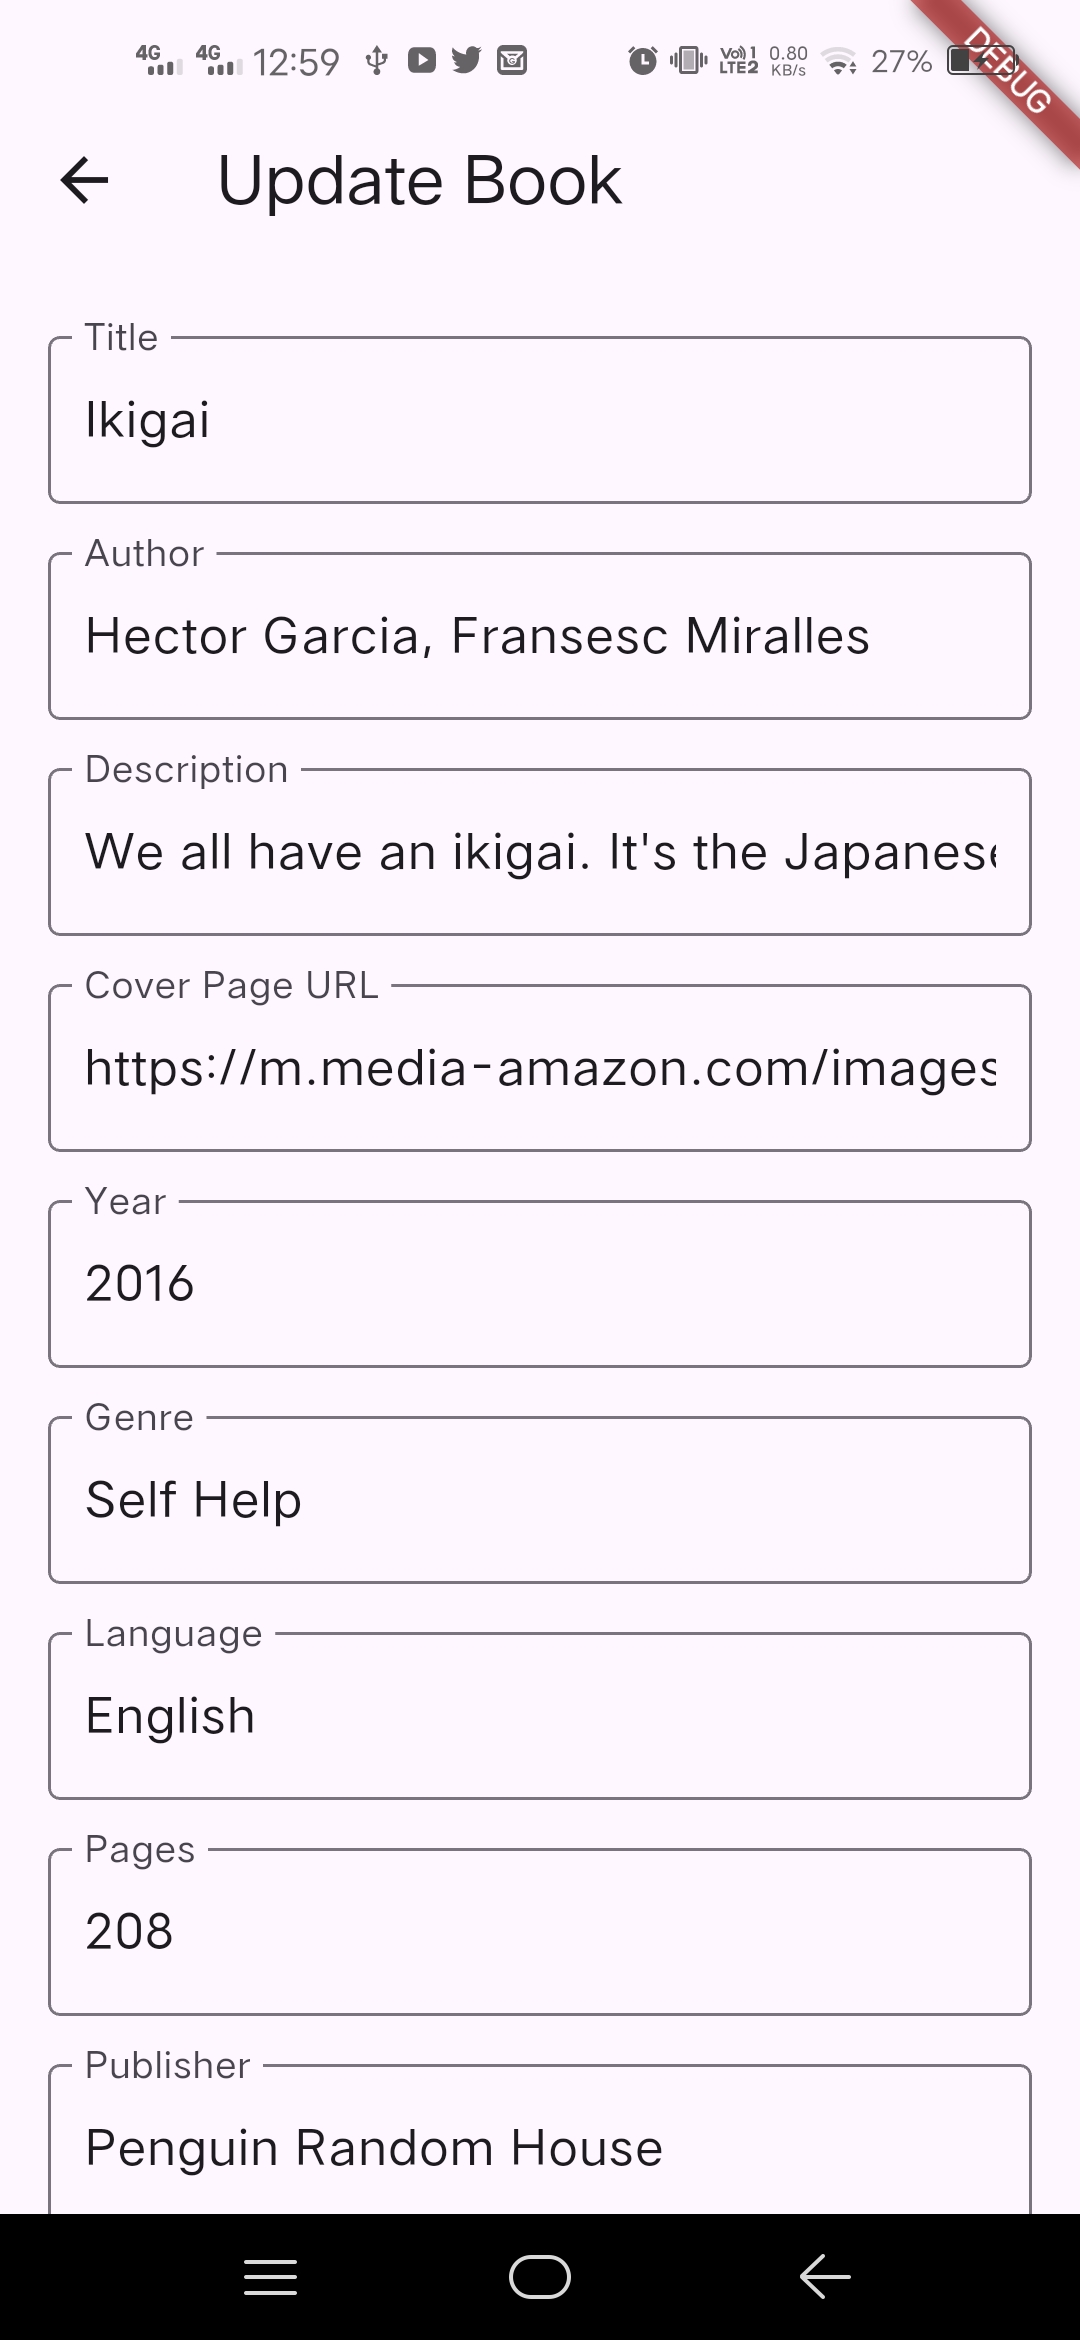 4G 4G 12:59 Vo) 1 LTE2 0.80 KB/s 27%
DEBUG
Update Book
Title
Ikigai
Author
Hector Garcia, Fransesc Miralles
Description
We all have an ikigai. It's the Japanese
Cover Page URL
https://m.media-amazon.com/images
Year
2016
Genre
Self Help
Language
English
Pages
208
Publisher
Penguin Random House